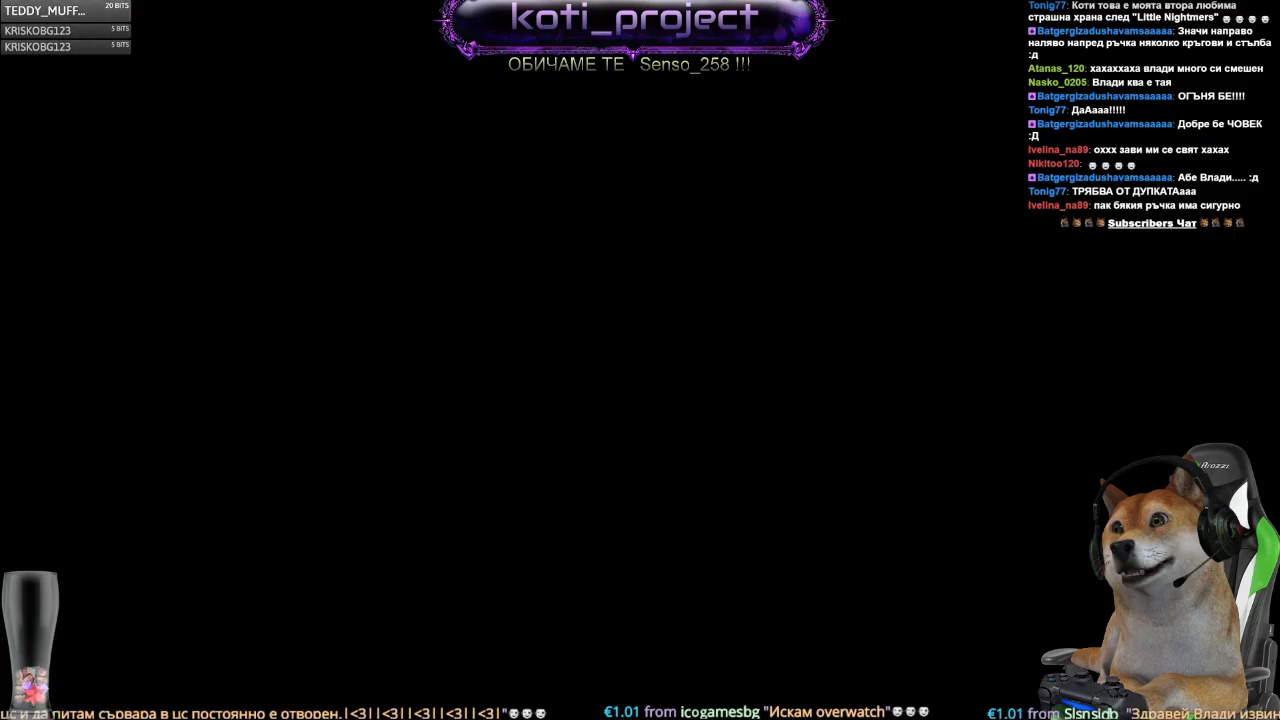 TEDDY_MUFF... 20 BITS
KRISKOBG123 5 BITS
KRISKOBG123 5 BITS
koti_project
ОБИЧАМЕ ТЕ Senso_258 !!!
Tonig77: Коти това е моята втора любима
страшна храна след "Little Nightmers"
Batgergizadushavamsaaaaa: Значи направо
наляво напред ръчка няколко кръгови и стълба
:д
Atanas_120: хахаххаха влади много си смешен
Nasko_0205: Влади ква е тая
Batgergizadushavamsaaaaa: ОГЪНЯ БЕ!!!!
Tonig77: ДаАааа!!!!!
Batgergizadushavamsaaaaa: Добре бе ЧОВЕК
:Д
Ivelina_na89: оххх зави ми се свят хахах
Nikitoo120:
Batgergizadushavamsaaaaa: Абе Влади..... :д
Tonig77: ТРЯБВА ОТ ДУПКАТАааа
Ivelina_na89: пак бякия ръчка има сигурно
Subscribers Чат
Arozzi
цс и да питам сървара в цс постоянно е отворен.|<3||<3||<3||<3||<3|" €1.01 from icogamesbg "Искам overwatch" €1.01 from Slsnsidb "Здравей Влади извин